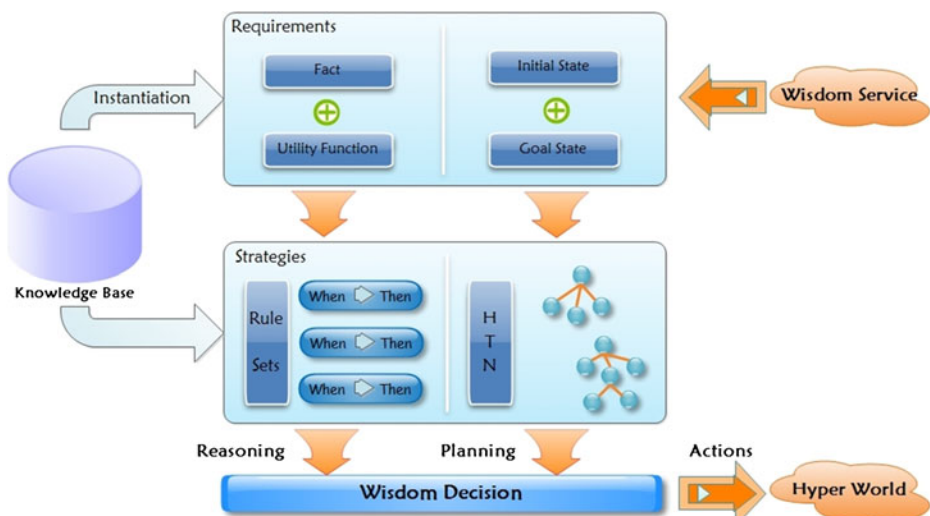 Requirements
Fact
Initial State
Instantiation
Wisdom Service
Utility Function
Goal State
Knowledge Base
Strategies
Rule
Sets
When Then
When Then
When Then
H
T
N
Reasoning
Planning
Actions
Wisdom Decision
Hyper World